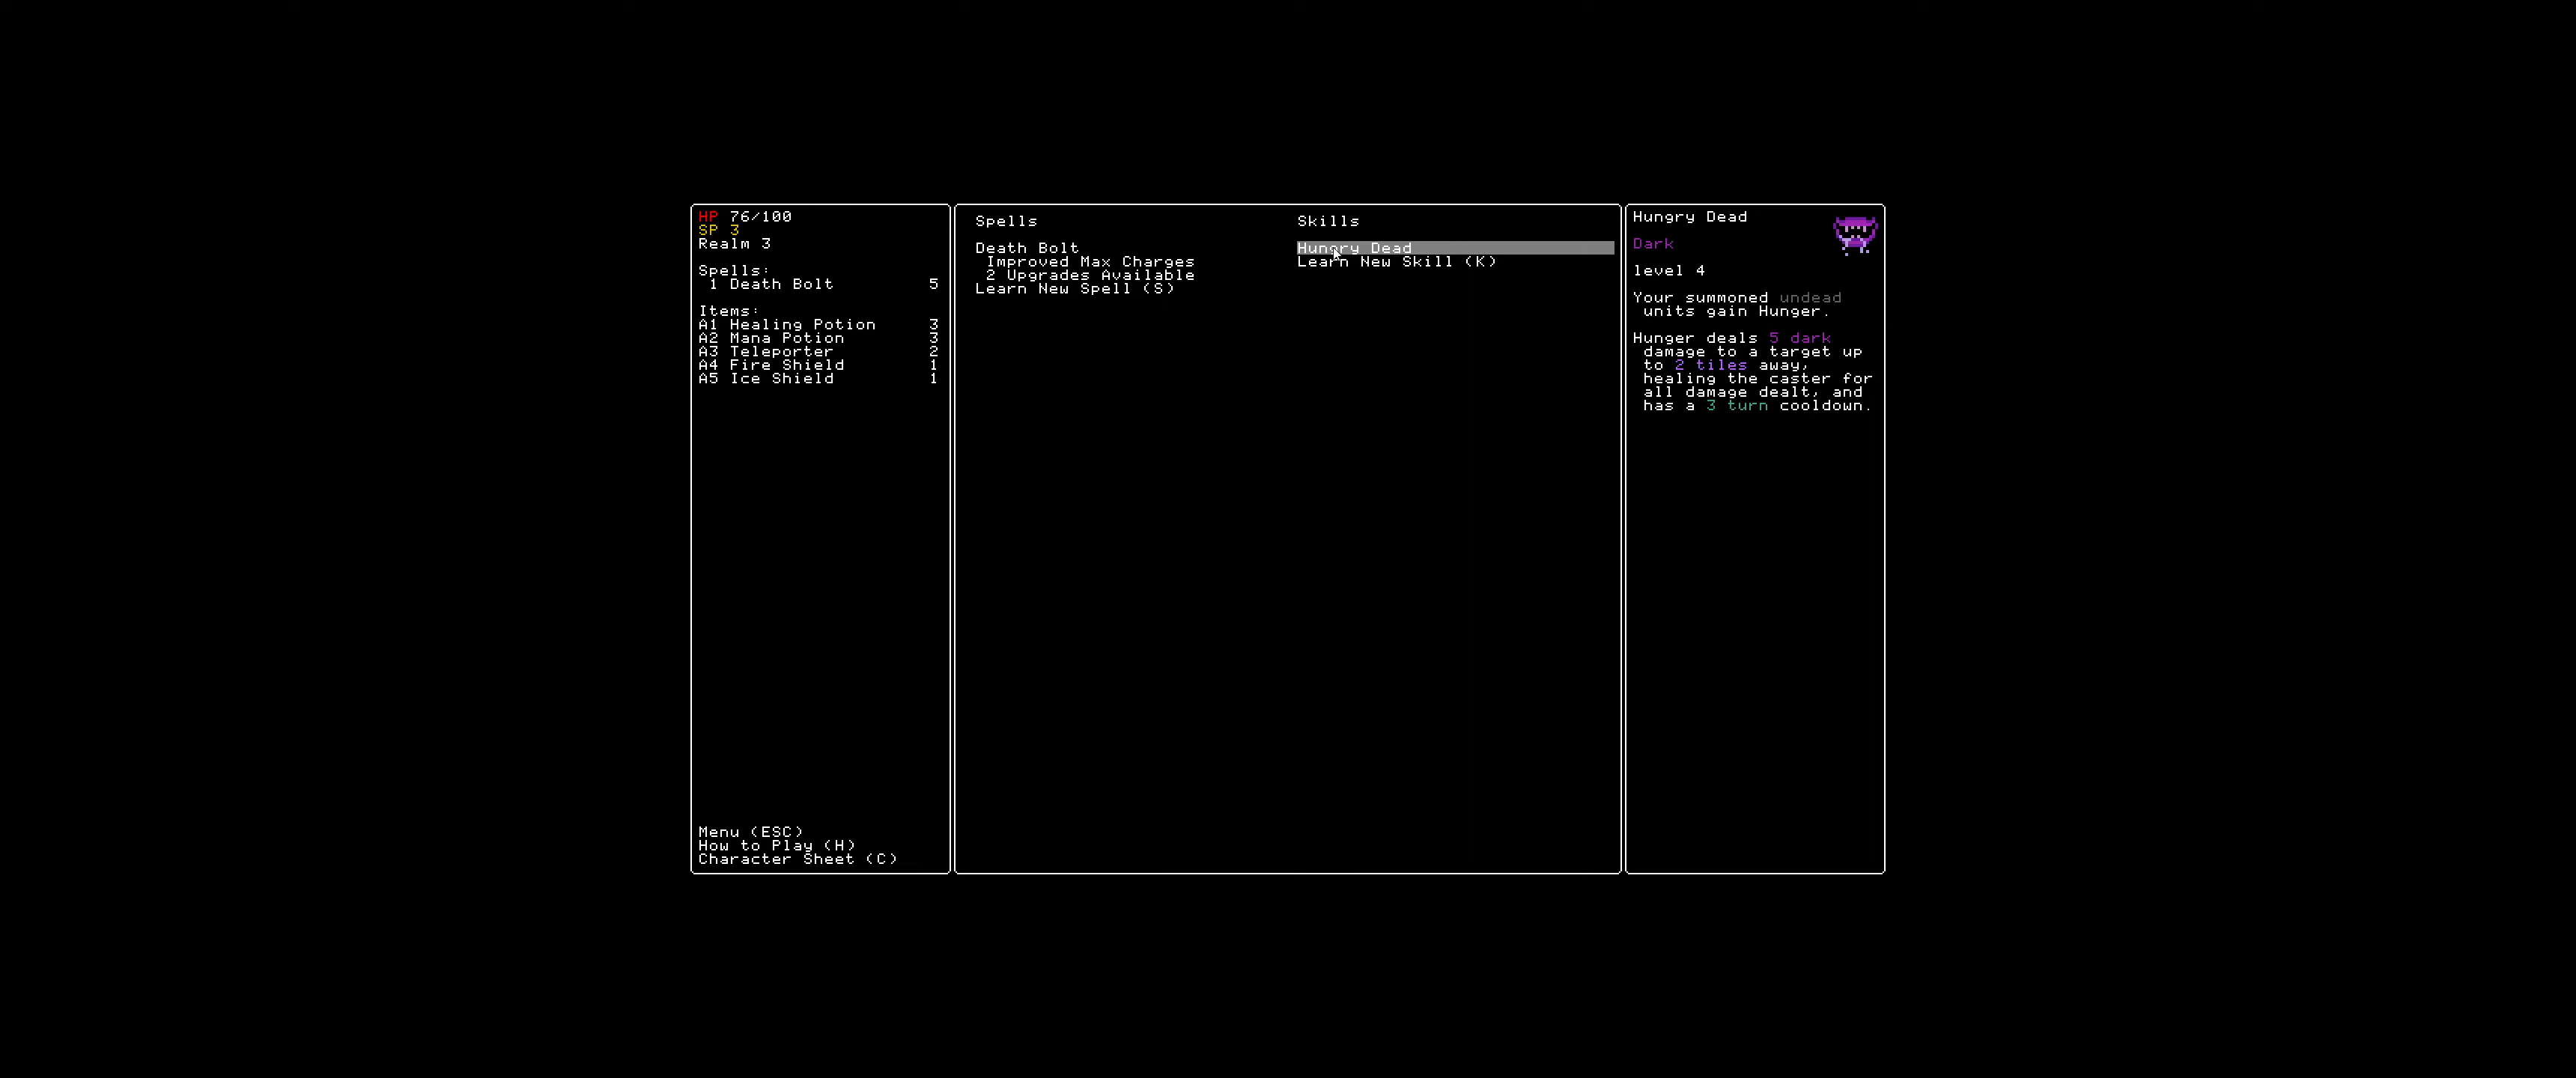 HP 76/100
SP 3
Realm 3
Spells:
1 Death Bolt 5
Items:
A1 Healing Potion 3
A2 Mana Potion 3
A3 Teleporter 2
A4 Fire Shield 1
A5 Ice Shield 1
Menu (ESC)
How to Play (H)
Character Sheet (C)
Spells
Death Bolt
Improved Max Charges
2 Upgrades Available
Learn New Spell (S)
Skills
Hungry Dead
Learn New Skill (K)
Hungry Dead
Dark
level 4
Your summoned undead
units gain Hunger.
Hunger deals 5 dark
damage to a target up
to 2 tiles away,
healing the caster for
all damage dealt, and
has a 3 turn cooldown.